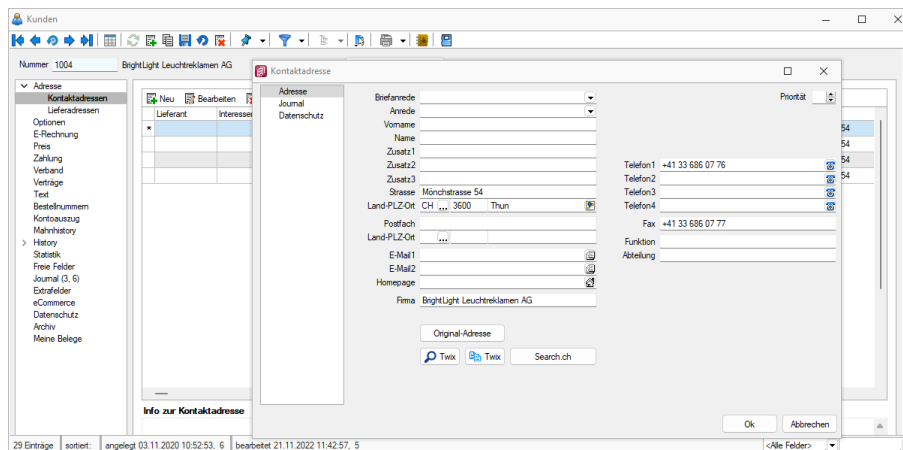 Kunden
Nummer 1004 BrightLight Leuchtreklamen AG
Adresse
Kontaktadressen
Lieferadressen
Optionen
E-Rechnung
Preis
Zahlung
Verband
Verträge
Text
Bestellnummern
Kontoauszug
Mahnhistory
History
Statistik
Freie Felder
Journal (3, 6)
Extrafelder
eCommerce
Datenschutz
Archiv
Meine Belege
Neu Bearbeiten
Lieferant Interesser
54
54
54
54
Info zur Kontaktadresse
Kontaktadresse
Adresse
Journal
Datenschutz
Briefanrede
Priorität
Anrede
Vorname
Name
Zusatz1
Zusatz2 Telefon1 +41 33 686 07 76
Zusatz3 Telefon2
Strasse Mönchstrasse 54 Telefon3
Land-PLZ-Ort CH ... 3600 Thun Telefon4
Postfach Fax +41 33 686 07 77
Land-PLZ-Ort ... Funktion
E-Mail1 Abteilung
E-Mail2
Homepage
Firma BrightLight Leuchtreklamen AG
Original-Adresse
Twix Twix Search.ch
Ok Abbrechen
29 Einträge sortiert: angelegt 03.11.2020 10:52:53, 6 bearbeitet 21.11.2022 11:42:57, 5 <Alle Felder>